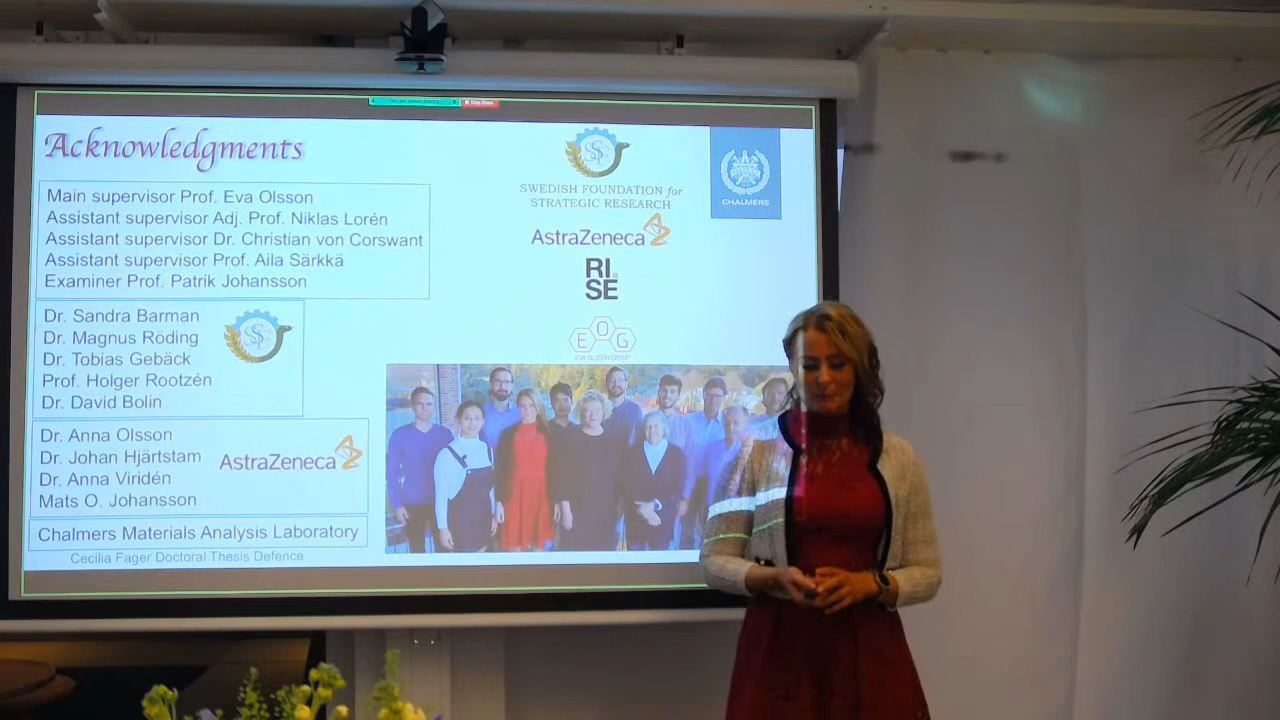 Acknowledgments
Main supervisor Prof. Eva Olsson
Assistant supervisor Adj. Prof. Niklas Lorén
Assistant supervisor Dr. Christian von Corswant
Assistant supervisor Prof. Aila Särkkä
Examiner Prof. Patrik Johansson
Dr. Sandra Barman
Dr. Magnus Röding
Dr. Tobias Gebäck
Prof. Holger Rootzén
Dr. David Bolin
Dr. Anna Olsson
Dr. Johan Hjärtstam
Dr. Anna Viridén
Mats O. Johansson
AstraZeneca
Chalmers Materials Analysis Laboratory
Cecilia Fager Doctoral Thesis Defence
SWEDISH FOUNDATION for
STRATEGIC RESEARCH
CHALMERS
AstraZeneca
RI.
SE
EOG
EVA OLSSON GROUP